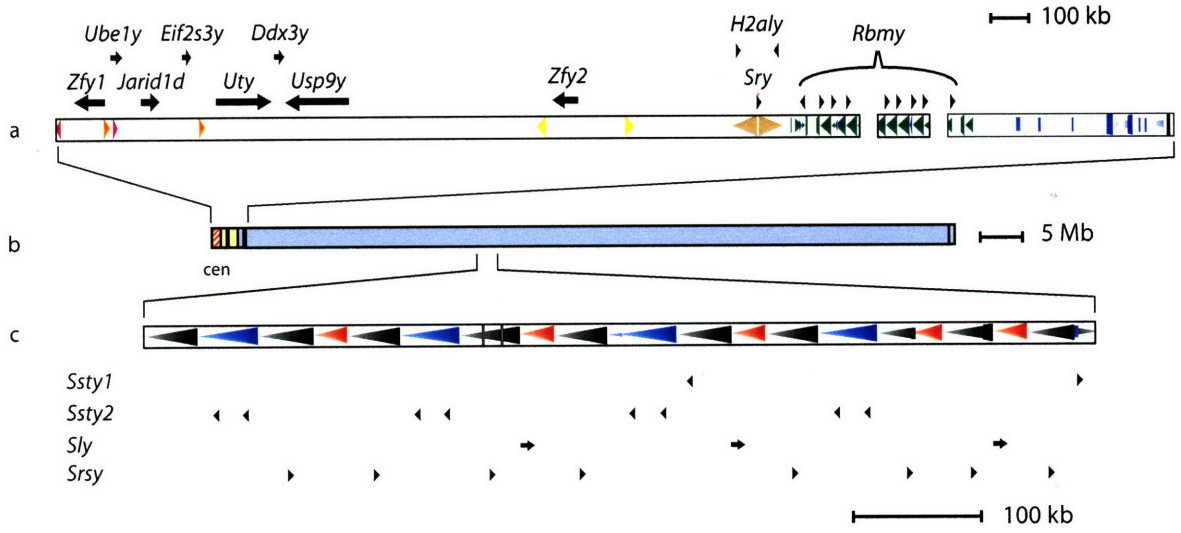 100 kb
H2aly
Ube1y Eif2s3y Ddx3y Rbmy
Zfy1 Jarid1d Uty Usp9y Zfy2 Sry
a
b 5 Mb
cen
c
Ssty1
Ssty2
Sly
Srsy
100 kb